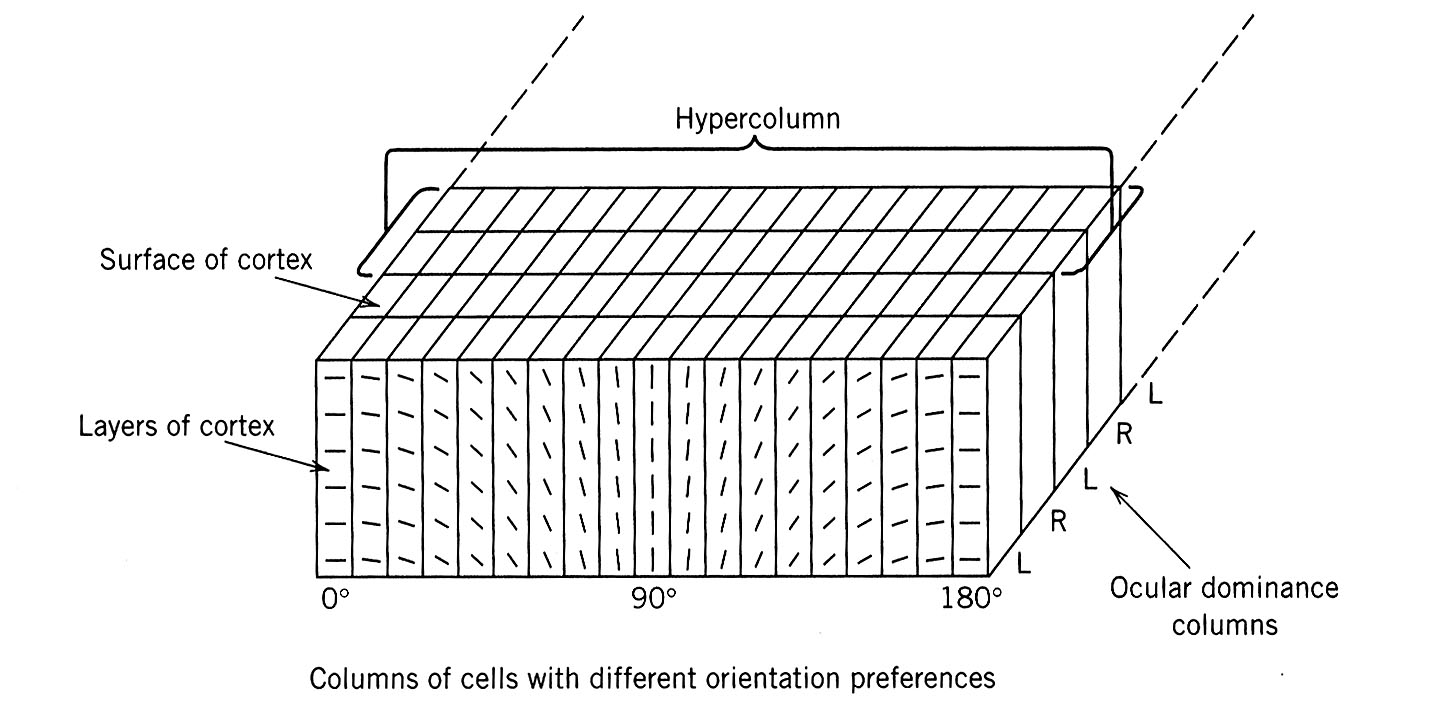 Hypercolumn
Surface of cortex
Layers of cortex
L
R
L
R
L
0° 90° 180°
Ocular dominance
columns
Columns of cells with different orientation preferences